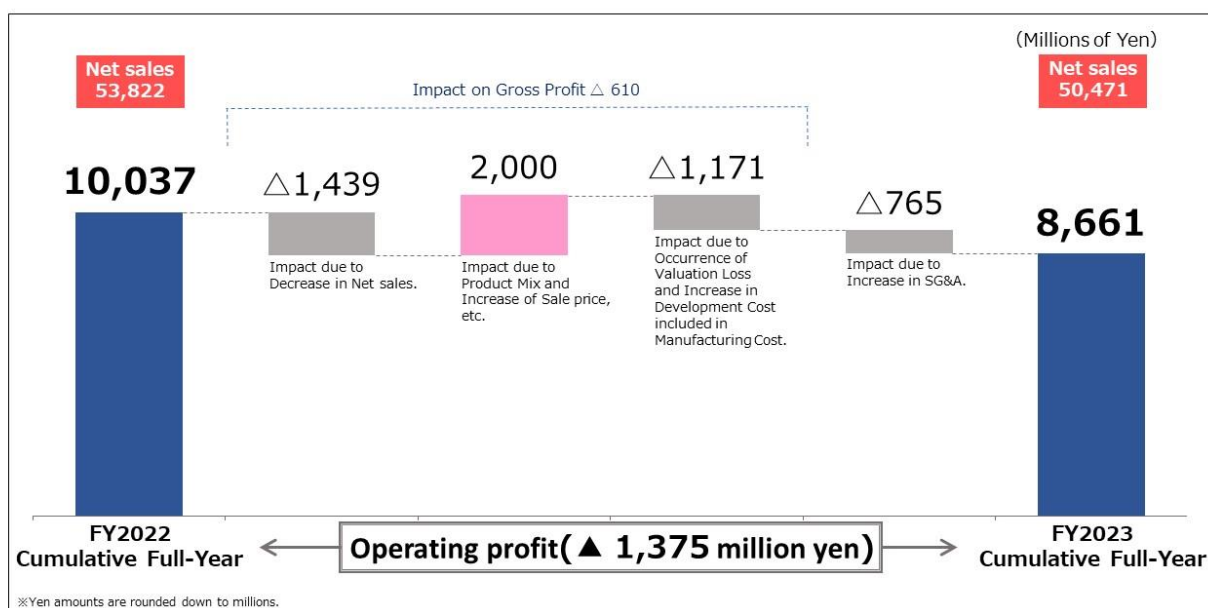 (Millions of Yen)
Net sales
53,822
Net sales
50,471
Impact on Gross Profit △ 610
10,037
△1,439
2,000
△1,171
△765
8,661
Impact due to
Decrease in Net sales.
Impact due to
Product Mix and
Increase of Sale price,
etc.
Impact due to
Occurrence of
Valuation Loss
and Increase in
Development Cost
included in
Manufacturing Cost.
Impact due to
Increase in SG&A.
FY2022
Cumulative Full-Year
Operating profit(▲ 1,375 million yen)
FY2023
Cumulative Full-Year
※Yen amounts are rounded down to millions.